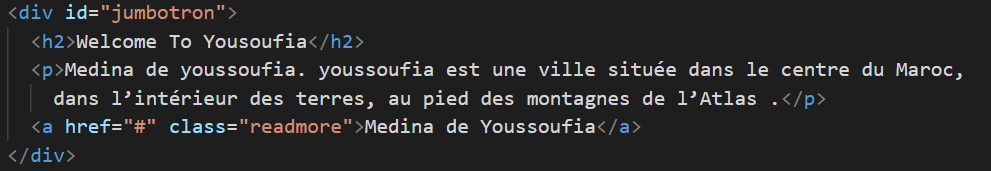 <div id="jumbotron">
<h2>Welcome To Yousoufia</h2>
<p>Medina de youssoufia. youssoufia est une ville située dans le centre du Maroc,
dans l’intérieur des terres, au pied des montagnes de l’Atlas .</p>
<a href="#" class="readmore">Medina de Youssoufia</a>
</div>